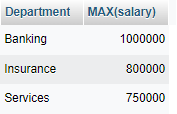 Department MAX(salary)
Banking 1000000
Insurance 800000
Services 750000